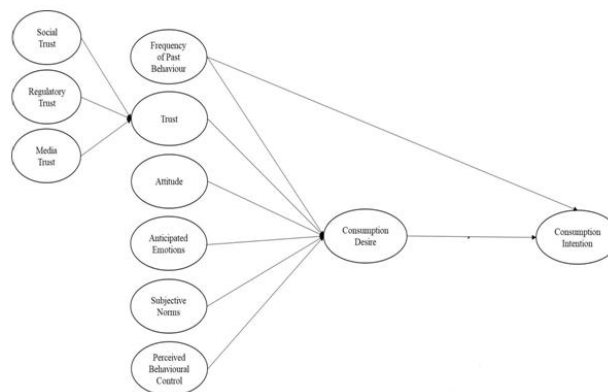 Social
Trust
Regulatory
Trust
Media
Trust
Frequency
of Past
Behaviour
Trust
Attitude
Anticipated
Emotions
Subjective
Norms
Perceived
Behavioural
Control
Consumption
Desire
Consumption
Intention